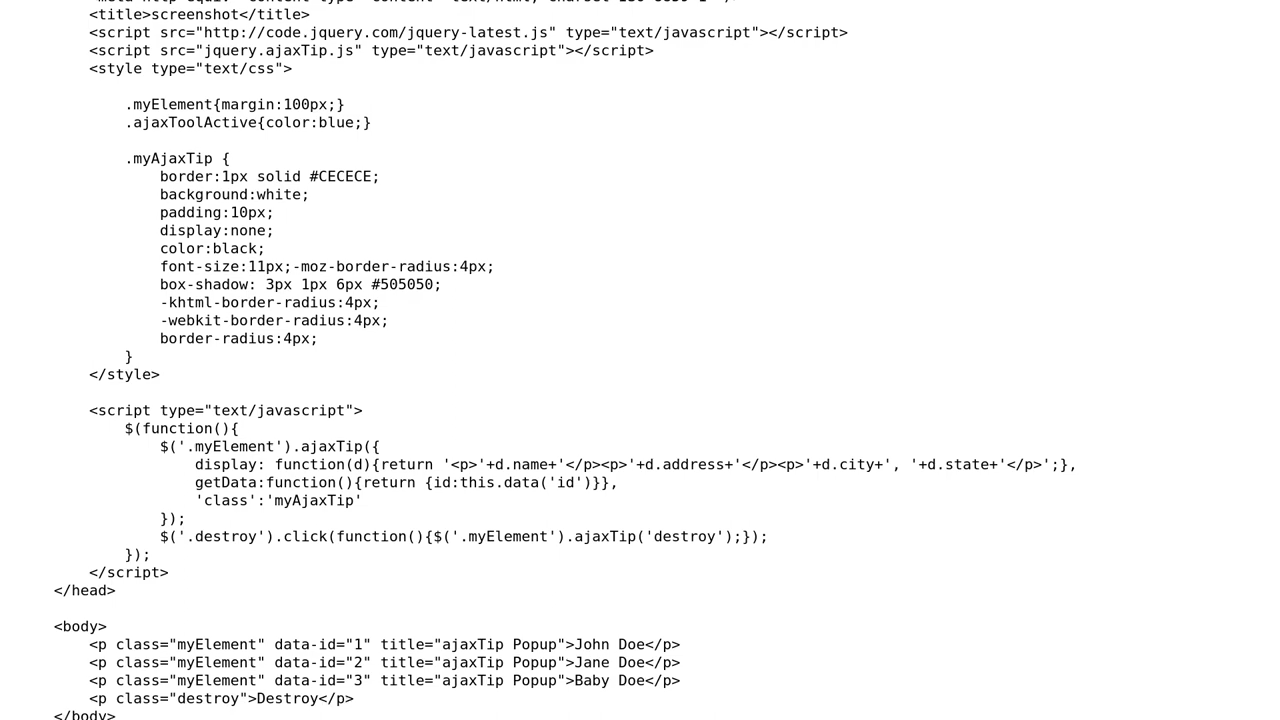 <title>screenshot</title>
<script src="http://code.jquery.com/jquery-latest.js" type="text/javascript"></script>
<script src="jquery.ajaxTip.js" type="text/javascript"></script>
<style type="text/css">
.myElement{margin:100px;}
.ajaxToolActive{color:blue;}
.myAjaxTip {
border:1px solid #CECECE;
background:white;
padding:10px;
display:none;
color:black;
font-size:11px;-moz-border-radius:4px;
box-shadow: 3px 1px 6px #505050;
-khtml-border-radius:4px;
-webkit-border-radius:4px;
border-radius:4px;
}
</style>
<script type="text/javascript">
$(function(){
$('.myElement').ajaxTip({
display: function(d){return '<p>'+d.name+'</p><p>'+d.address+'</p><p>'+d.city+', '+d.state+'</p>';},
getData:function(){return {id:this.data('id')}},
'class':'myAjaxTip'
});
$('.destroy').click(function(){$('.myElement').ajaxTip('destroy');});
});
</script>
</head>
<body>
<p class="myElement" data-id="1" title="ajaxTip Popup">John Doe</p>
<p class="myElement" data-id="2" title="ajaxTip Popup">Jane Doe</p>
<p class="myElement" data-id="3" title="ajaxTip Popup">Baby Doe</p>
<p class="destroy">Destroy</p>
</body>